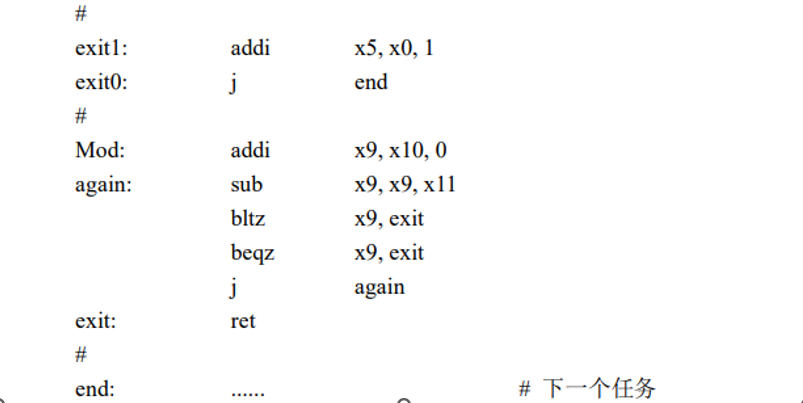 #
exit1: addi x5, x0, 1
exit0: j end
#
Mod: addi x9, x10, 0
again: sub x9, x9, x11
bltz x9, exit
beqz x9, exit
j again
exit: ret
#
end: ...... # 下一个任务